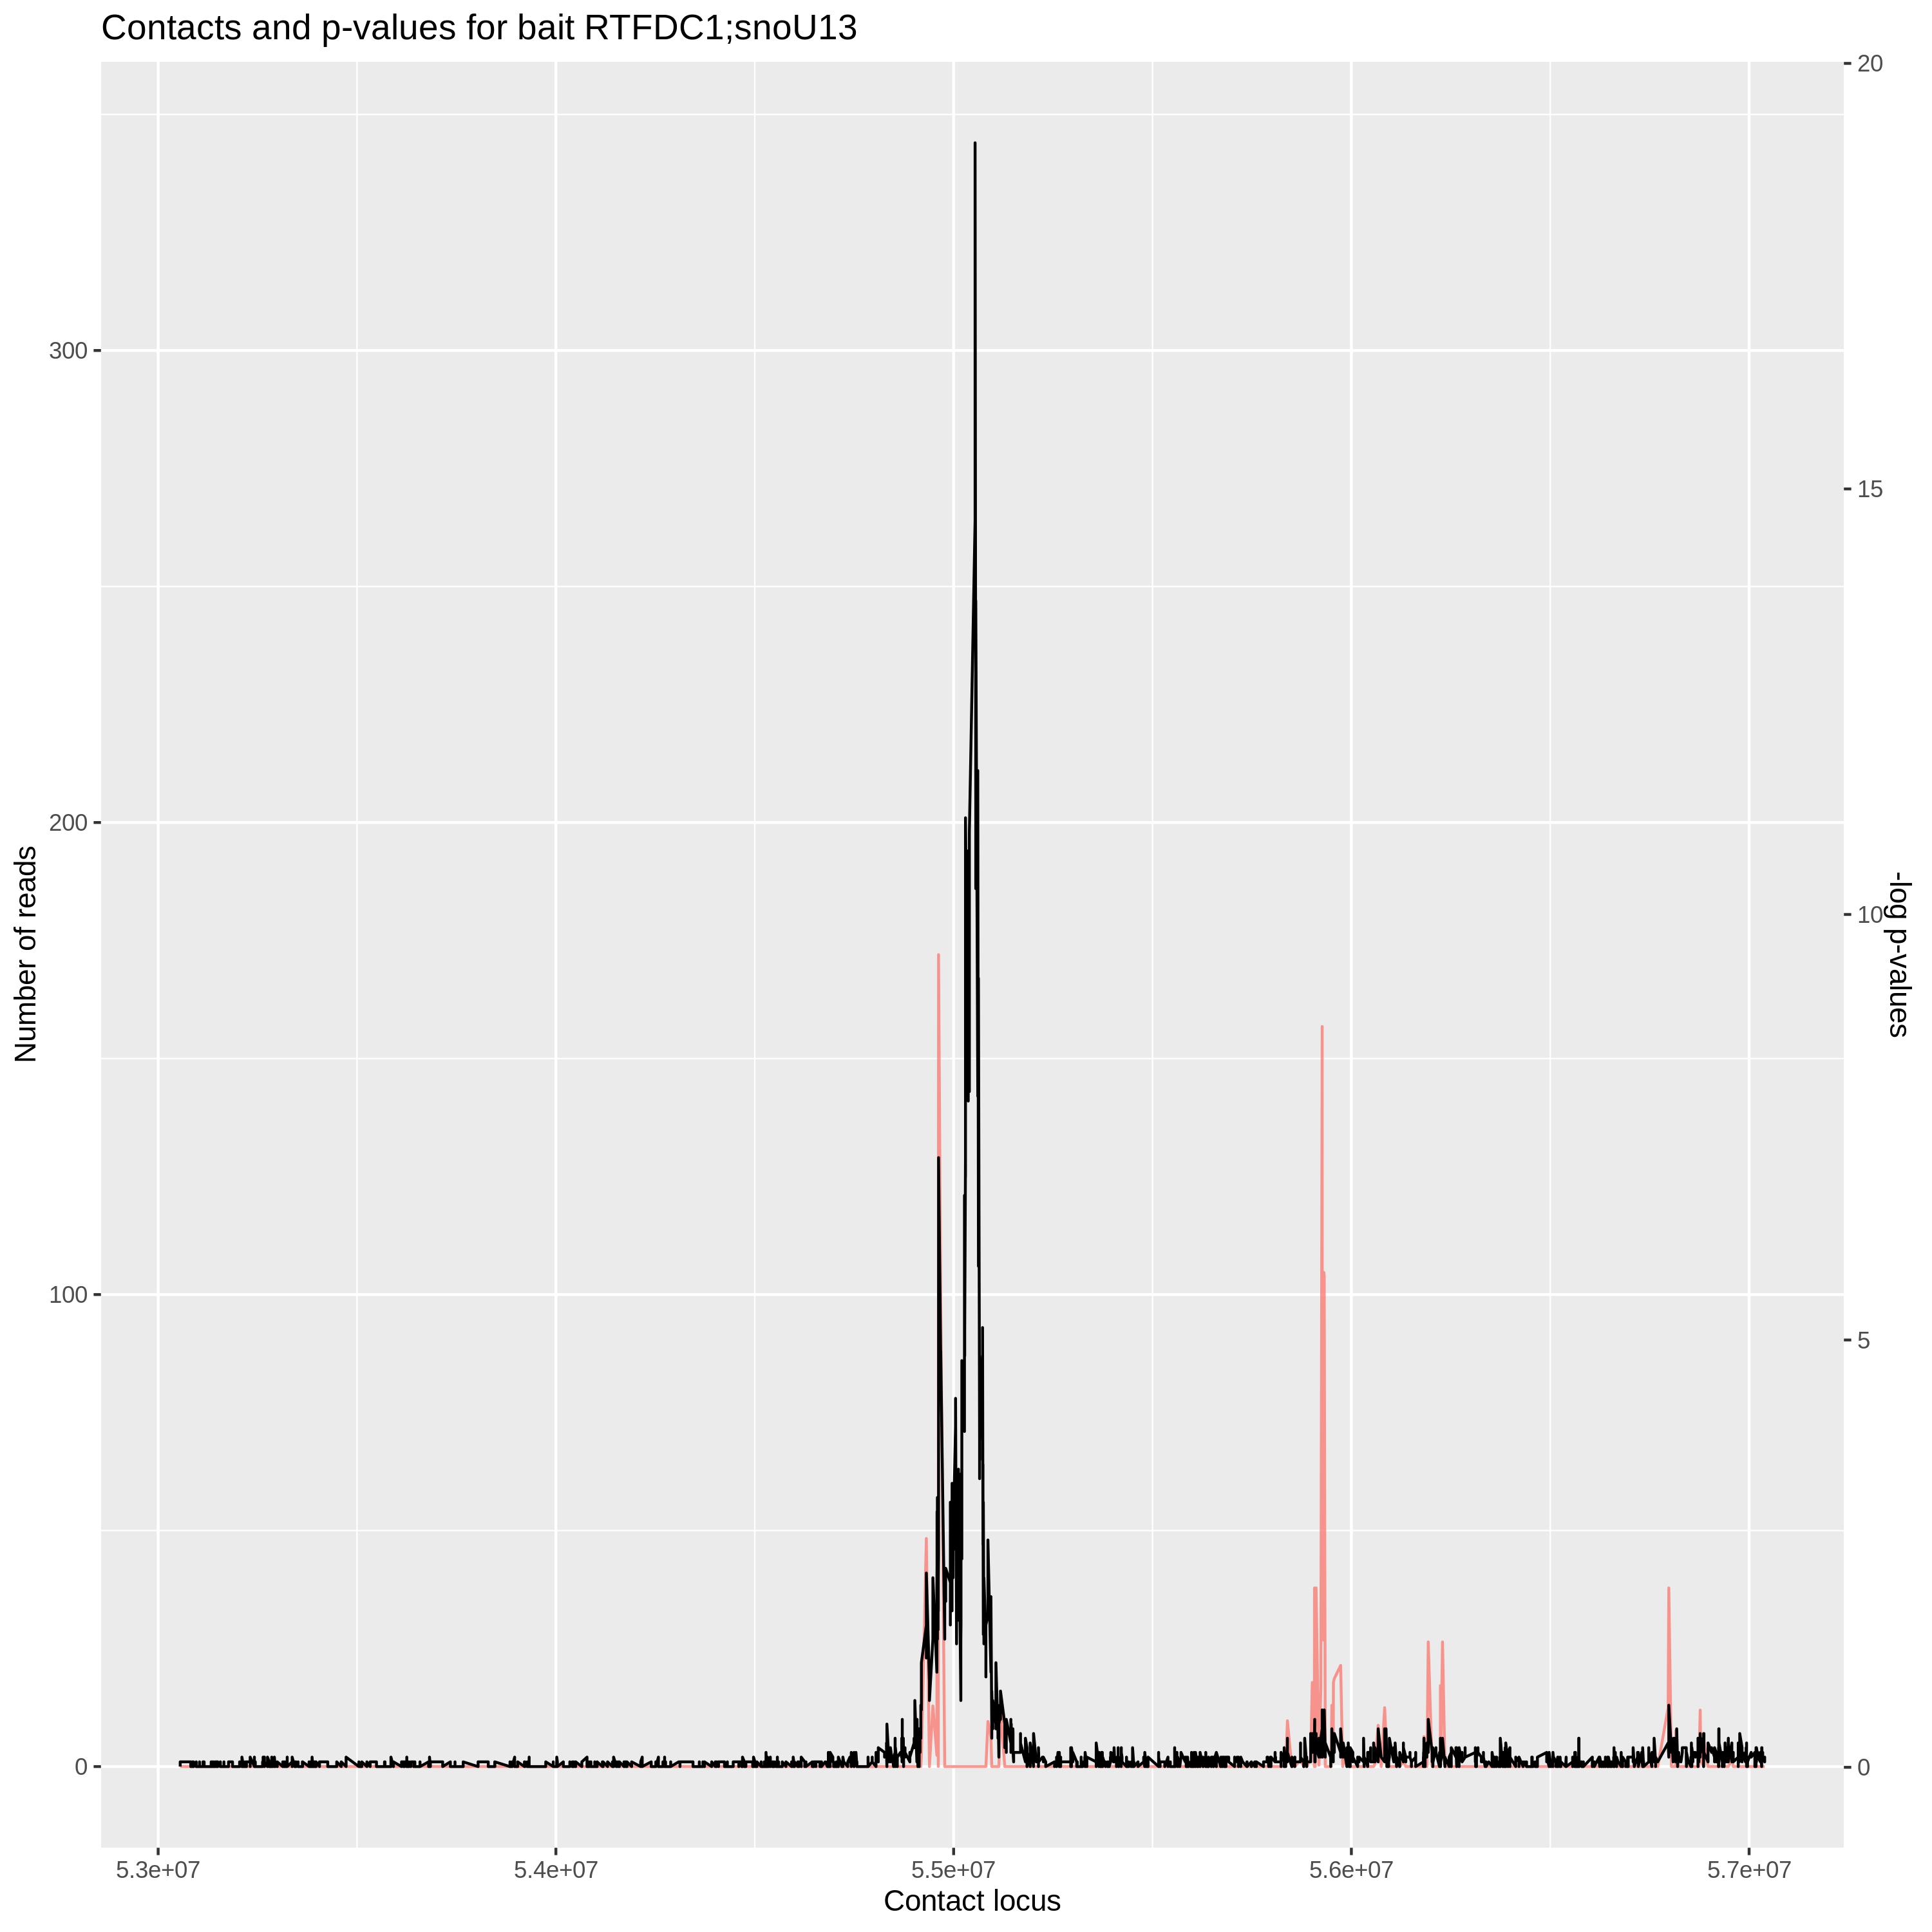 Contacts and p-values for bait RTFDC1;snoU13
20
300
15
200
Number of reads
10
-log p-values
100
5
0
0
5.3e+07
5.4e+07
5.5e+07
5.6e+07
5.7e+07
Contact locus